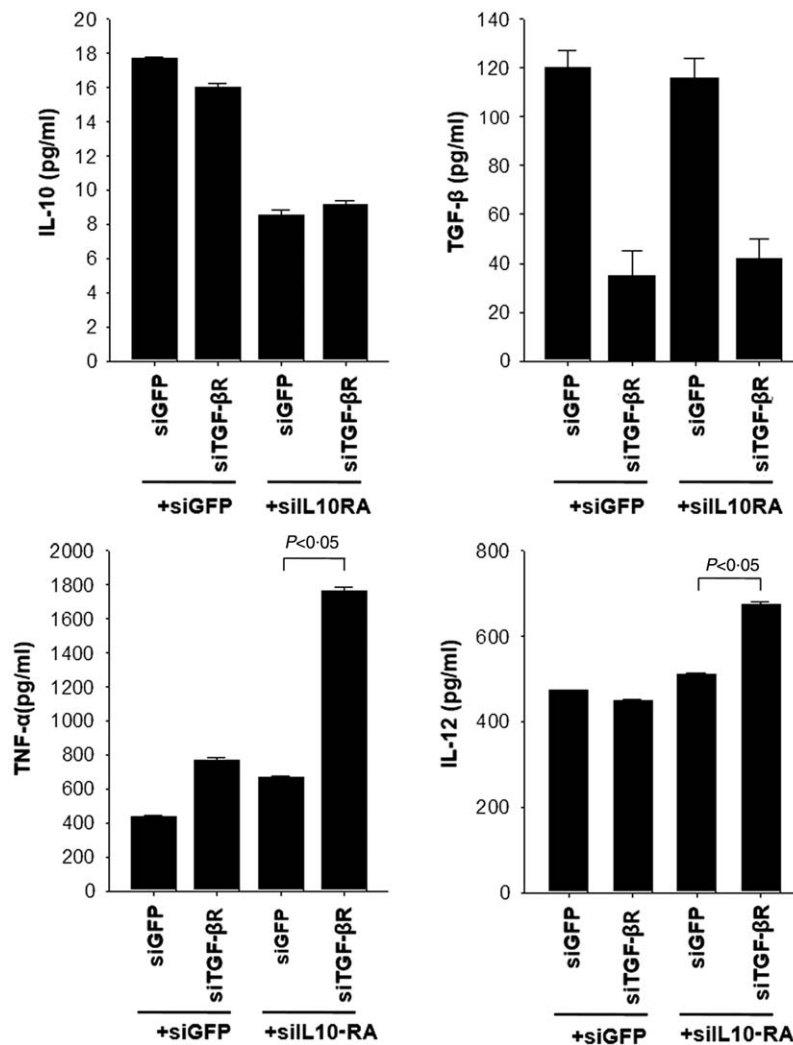 IL-10 (pg/ml)
20
18
16
14
12
10
8
6
4
2
0
siGFP
siTGF-βR
siGFP
siTGF-βR
+siGFP
+siIL10RA
TGF-β (pg/ml)
140
120
100
80
60
40
20
0
siGFP
siTGF-βR
siGFP
siTGF-βR
+siGFP
+siIL10RA
TNF-α(pg/ml)
2000
1800
1600
1400
1200
1000
800
600
400
200
0
P<0·05
siGFP
siTGF-βR
siGFP
siTGF-βR
+siGFP
+siIL10-RA
IL-12 (pg/ml)
800
600
400
200
0
P<0·05
siGFP
siTGF-βR
siGFP
siTGF-βR
+siGFP
+siIL10-RA